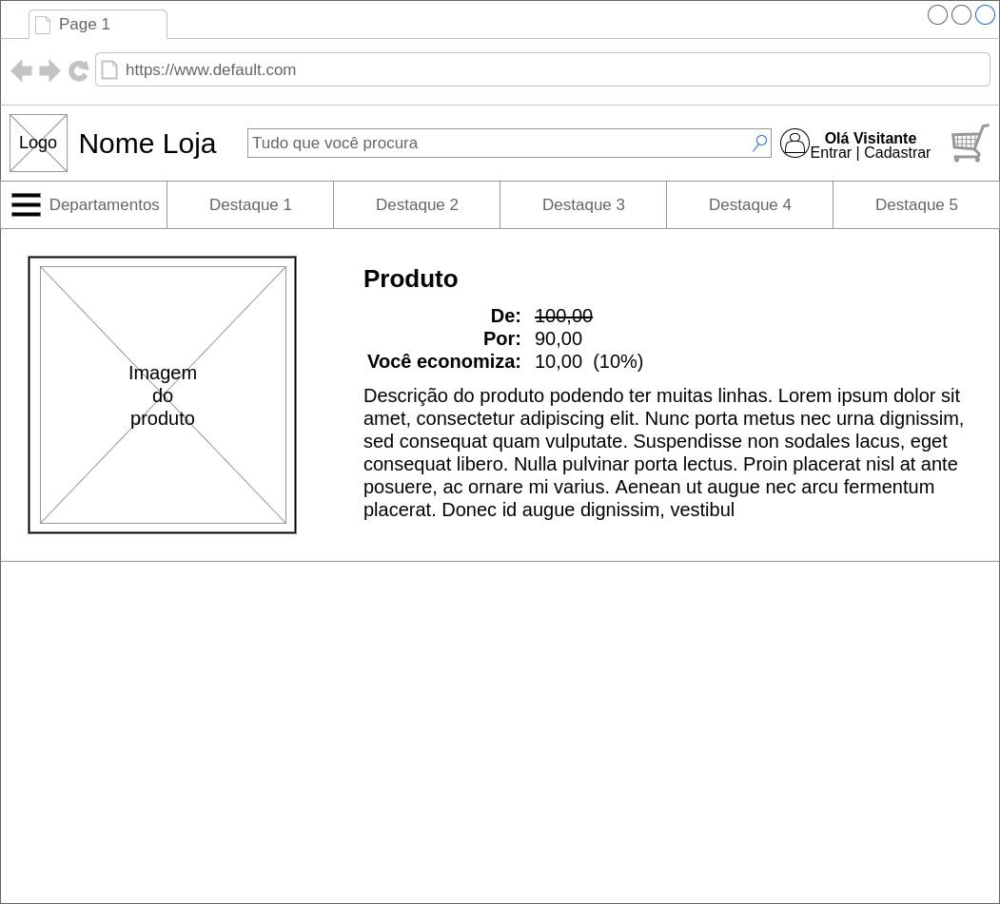 Page 1
https://www.default.com
Logo
Nome Loja
Tudo que você procura
Olá Visitante
Entrar | Cadastrar
Departamentos
Destaque 1
Destaque 2
Destaque 3
Destaque 4
Destaque 5
Imagem
do
produto
Produto
De: 100,00
Por: 90,00
Você economiza: 10,00 (10%)
Descrição do produto podendo ter muitas linhas. Lorem ipsum dolor sit
amet, consectetur adipiscing elit. Nunc porta metus nec urna dignissim,
sed consequat quam vulputate. Suspendisse non sodales lacus, eget
consequat libero. Nulla pulvinar porta lectus. Proin placerat nisl at ante
posuere, ac ornare mi varius. Aenean ut augue nec arcu fermentum
placerat. Donec id augue dignissim, vestibul